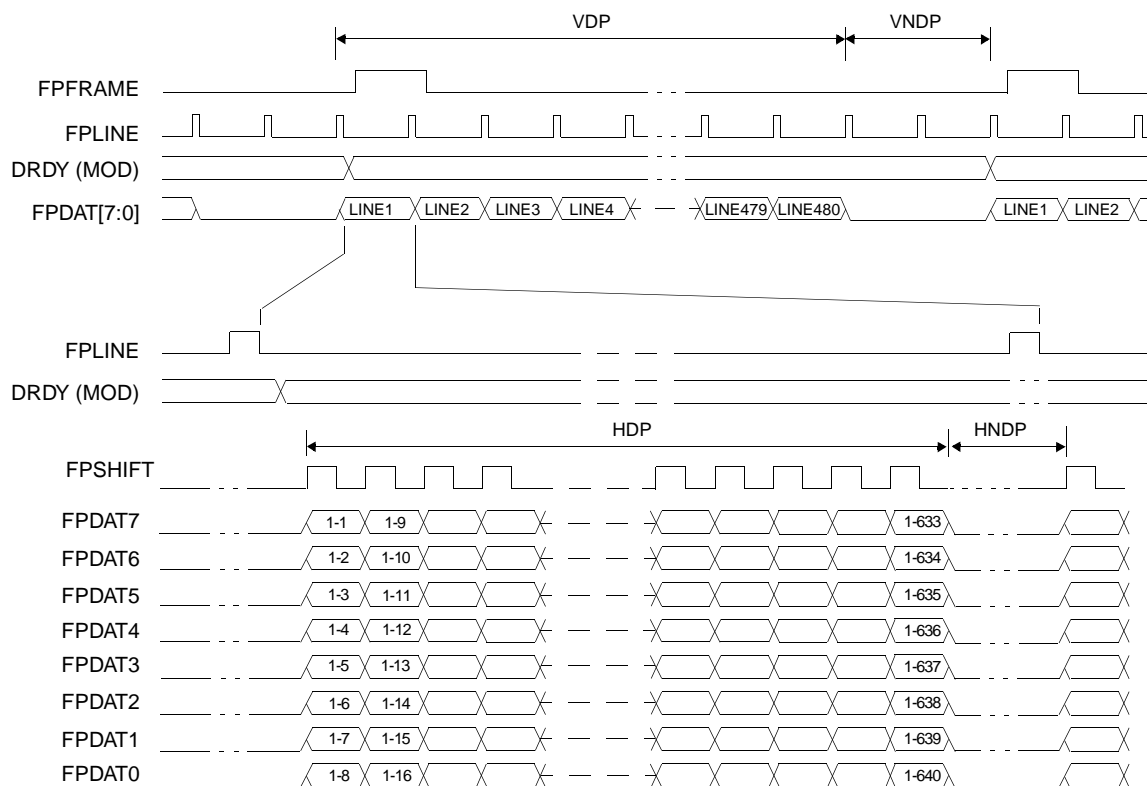 VDP VNDP
FPFRAME
FPLINE
DRDY (MOD)
FPDAT[7:0] LINE1 LINE2 LINE3 LINE4 LINE479 LINE480 LINE1 LINE2
FPLINE
DRDY (MOD)
HDP HNDP
FPSHIFT
FPDAT7 1-1 1-9 1-633
FPDAT6 1-2 1-10 1-634
FPDAT5 1-3 1-11 1-635
FPDAT4 1-4 1-12 1-636
FPDAT3 1-5 1-13 1-637
FPDAT2 1-6 1-14 1-638
FPDAT1 1-7 1-15 1-639
FPDAT0 1-8 1-16 1-640